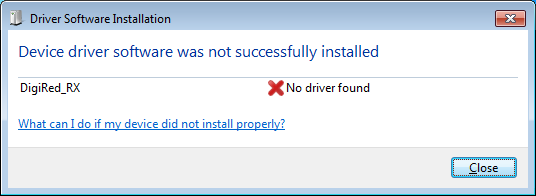 Driver Software Installation
Device driver software was not successfully installed
DigiRed_RX No driver found
What can I do if my device did not install properly?
Close